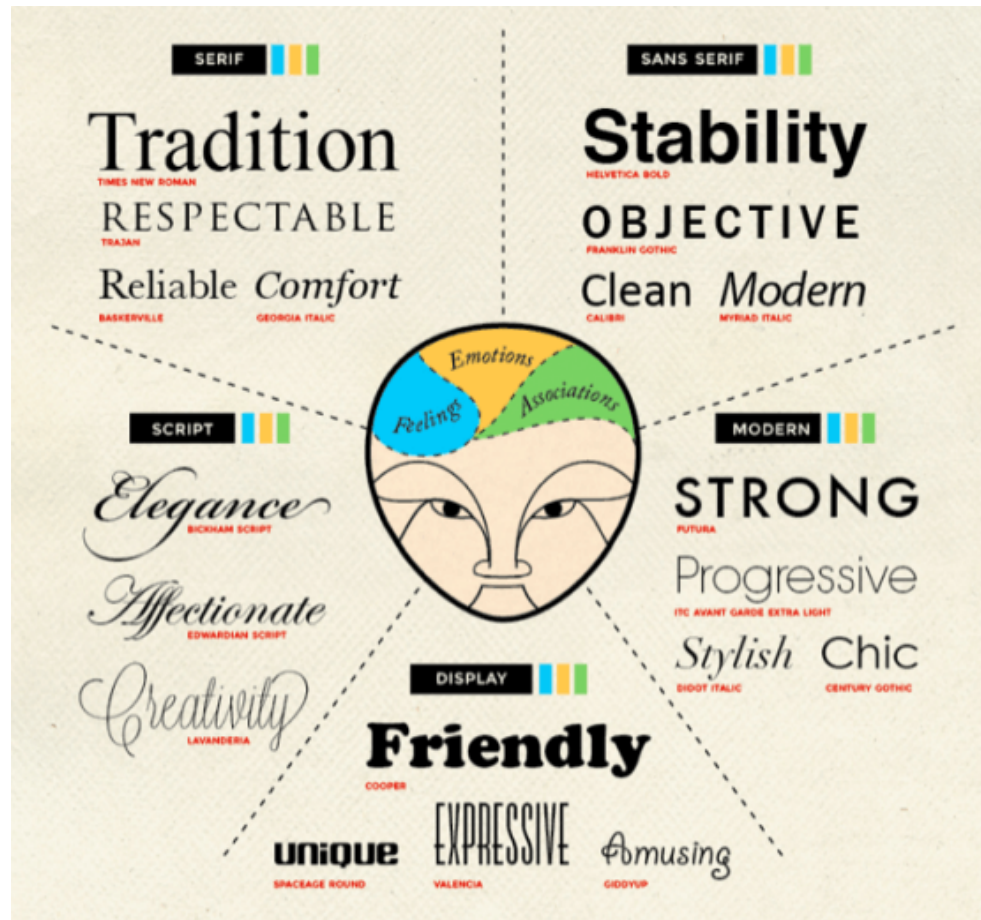 SERIF
Tradition
TIMES NEW ROMAN
RESPECTABLE
TRAJAN
Reliable Comfort
BASKERVILLE GEORGIA ITALIC
SANS SERIF
Stability
HELVETICA BOLD
OBJECTIVE
FRANKLIN GOTHIC
Clean Modern
CALIBRI MYRIAD ITALIC
Emotions
Feelings
Associations
SCRIPT
Elegance
BICKHAM SCRIPT
Affectionate
EDWARDIAN SCRIPT
Creativity
LAVANDERIA
MODERN
STRONG
FUTURA
Progressive
ITC AVANT GARDE EXTRA LIGHT
Stylish Chic
DIDOT ITALIC CENTURY GOTHIC
DISPLAY
Friendly
COOPER
unique EXPRESSIVE Amusing
SPACEAGE ROUND VALENCIA GIDDYUP